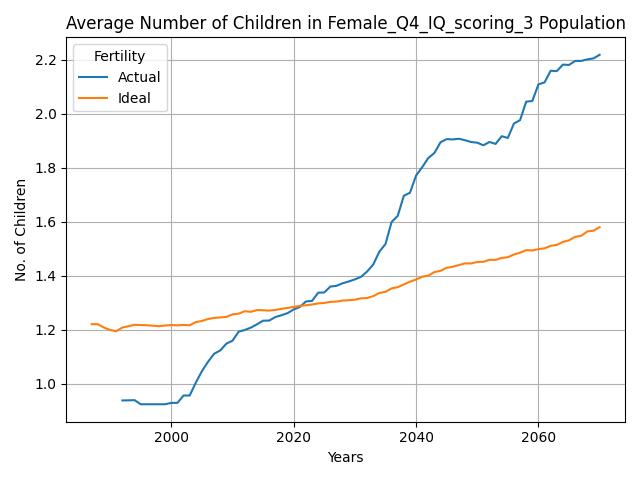 Average Number of Children in Female_Q4_IQ_scoring_3 Population
Fertility
Actual
Ideal
No. of Children
2.2
2.0
1.8
1.6
1.4
1.2
1.0
2000
2020
2040
2060
Years